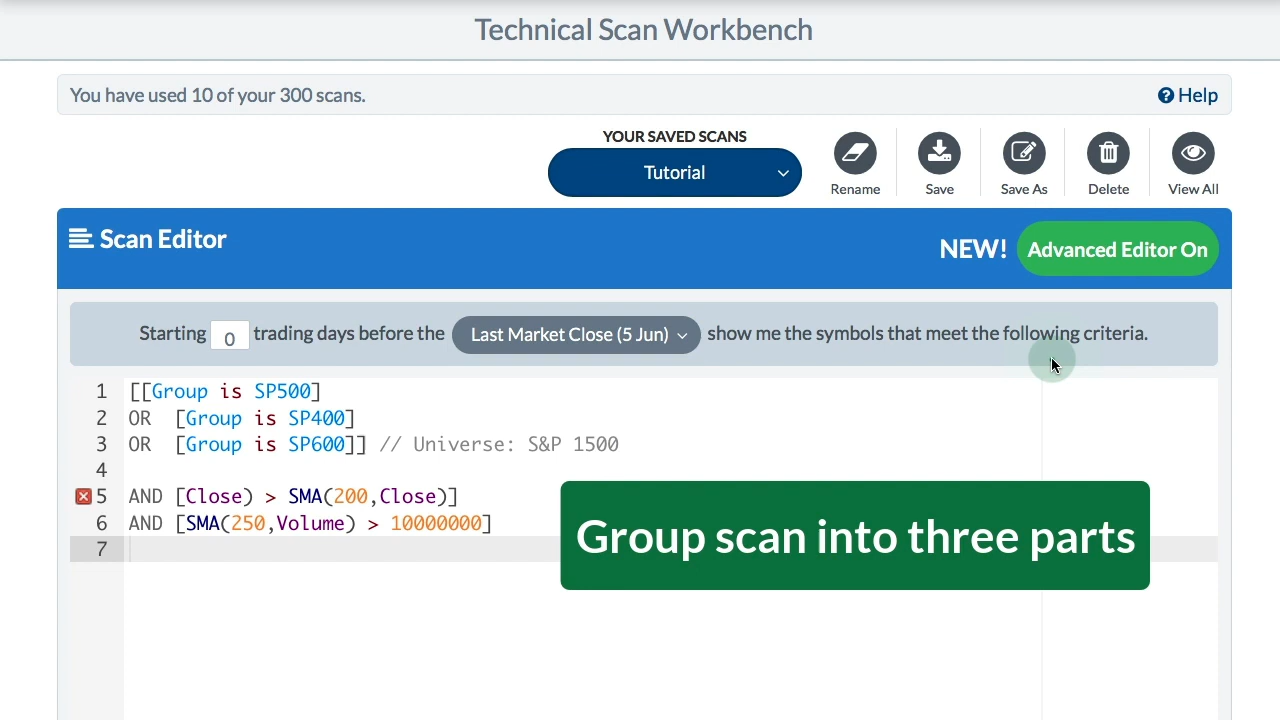 Technical Scan Workbench
You have used 10 of your 300 scans.
Help
YOUR SAVED SCANS
Tutorial
Rename
Save
Save As
Delete
View All
Scan Editor
NEW! Advanced Editor On
Starting 0 trading days before the Last Market Close (5 Jun) show me the symbols that meet the following criteria.
1 [[Group is SP500]
2 OR [Group is SP400]
3 OR [Group is SP600]] // Universe: S&P 1500
4
5 AND [Close) > SMA(200,Close)]
6 AND [SMA(250,Volume) > 10000000]
7
Group scan into three parts